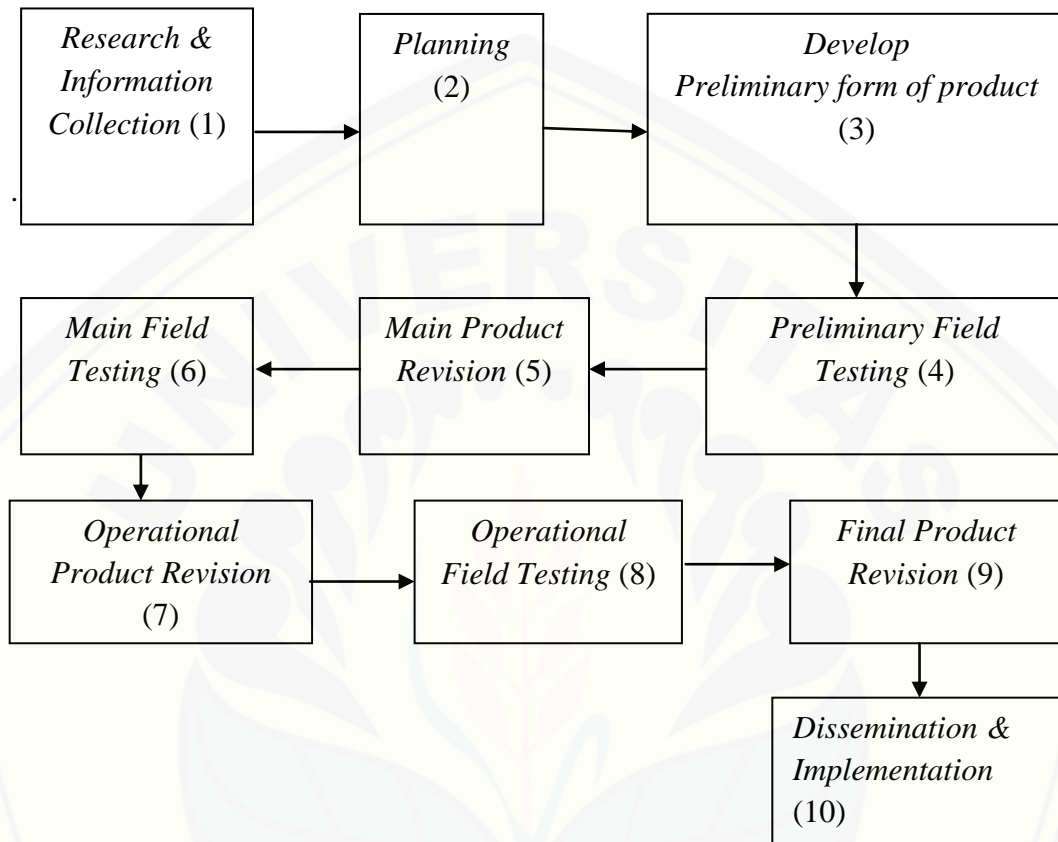 Research &
Information
Collection (1)
Planning
(2)
Develop
Preliminary form of product
(3)
.
Preliminary Field
Testing (4)
Main Product
Revision (5)
Main Field
Testing (6)
Operational
Product Revision
(7)
Operational
Field Testing (8)
Final Product
Revision (9)
Dissemination &
Implementation
(10)
UNIVERSITAS